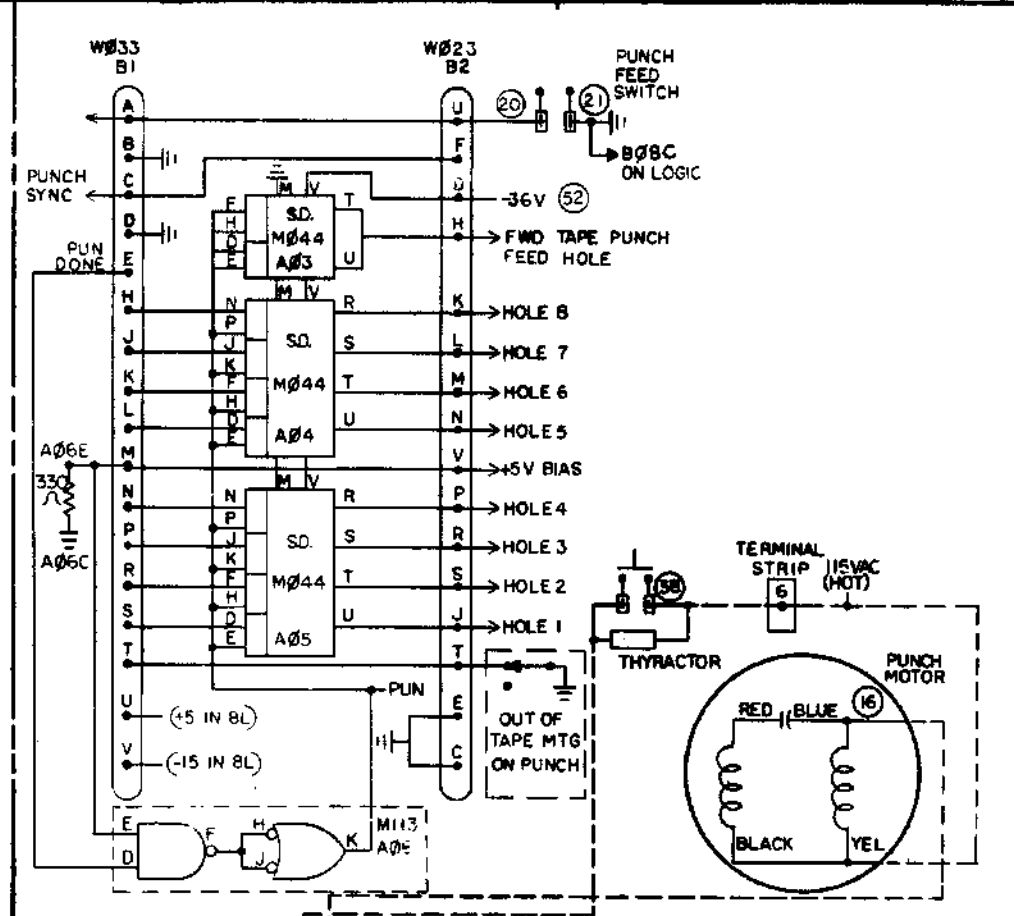 WØ33
B1
WØ23
B2
PUNCH
FEED
SWITCH
A
U
20
21
B
F
BØ8C
ON LOGIC
PUNCH
SYNC
C
D
-36V
52
M V
F
H
D
E
S.D.
MØ44
AØ3
T
U
D
H
FWD TAPE PUNCH
FEED HOLE
PUN
DONE
E
M V
H
N
P
R
K
HOLE 8
J
J
S.D.
S
L
HOLE 7
K
K
F
MØ44
T
M
HOLE 6
L
H
D
E
AØ4
U
N
HOLE 5
AØ6E
M
V
+5V BIAS
330
Ω
AØ6C
M V
N
N
P
R
P
HOLE 4
P
J
S.D.
S
R
HOLE 3
R
K
F
MØ44
T
S
HOLE 2
S
H
D
E
AØ5
U
J
HOLE 1
T
T
PUN
U
(+5 IN 8L)
E
V
(-15 IN 8L)
C
OUT OF
TAPE MTG
ON PUNCH
THYRACTOR
TERMINAL
STRIP
6
115VAC
(HOT)
PUNCH
MOTOR
RED
BLUE
16
BLACK
YEL
E
D
F
H
J
K
M113